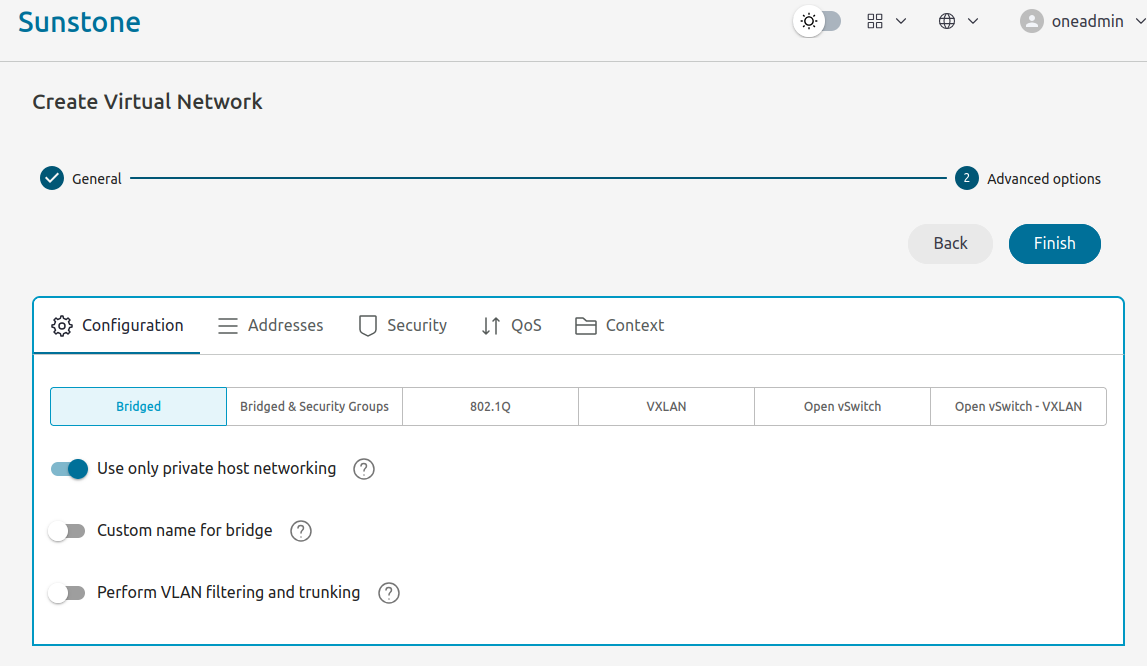 Sunstone
oneadmin
Create Virtual Network
General
2 Advanced options
Back Finish
Configuration Addresses Security QoS Context
Bridged Bridged & Security Groups 802.1Q VXLAN Open vSwitch Open vSwitch - VXLAN
Use only private host networking ?
Custom name for bridge ?
Perform VLAN filtering and trunking ?